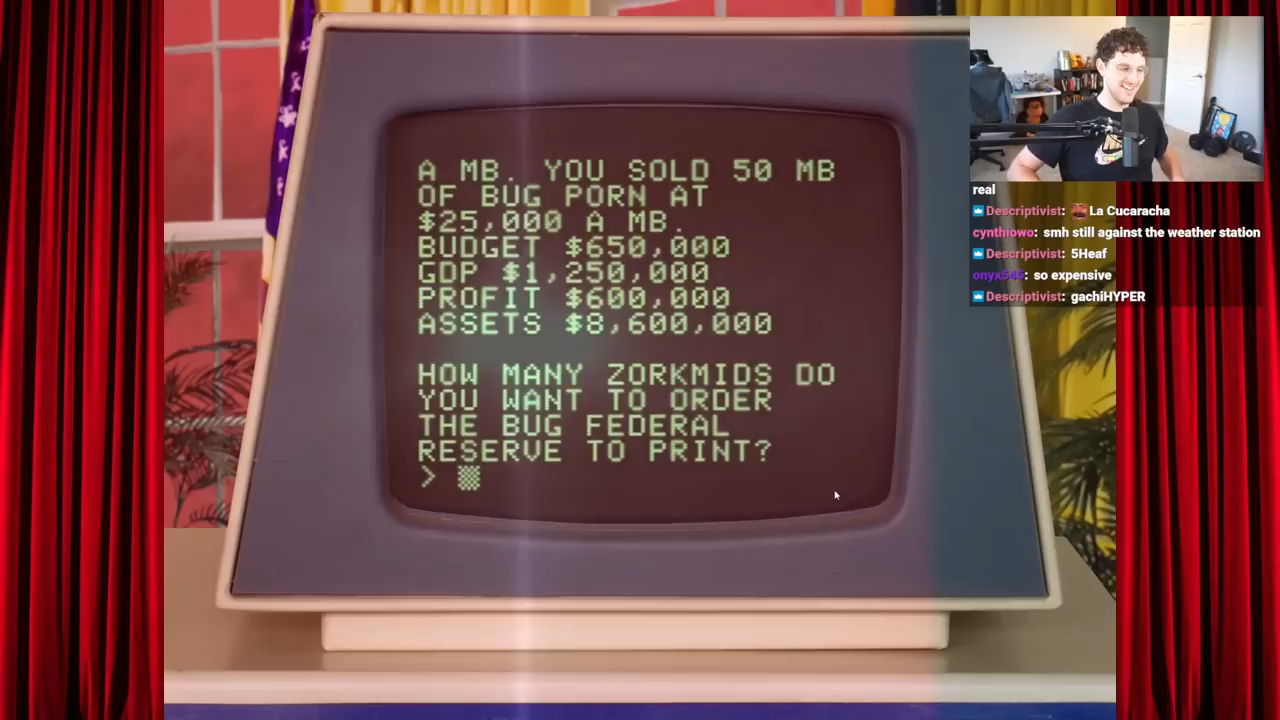 A MB. YOU SOLD 50 MB
OF BUG PORN AT
$25,000 A MB.
BUDGET $650,000
GDP $1,250,000
PROFIT $600,000
ASSETS $8,600,000
HOW MANY ZORKMIDS DO
YOU WANT TO ORDER
THE BUG FEDERAL
RESERVE TO PRINT?
>
real
Descriptivist: La Cucaracha
cynthiowo: smh still against the weather station
Descriptivist: 5Heaf
onyx545: so expensive
Descriptivist: gachiHYPER